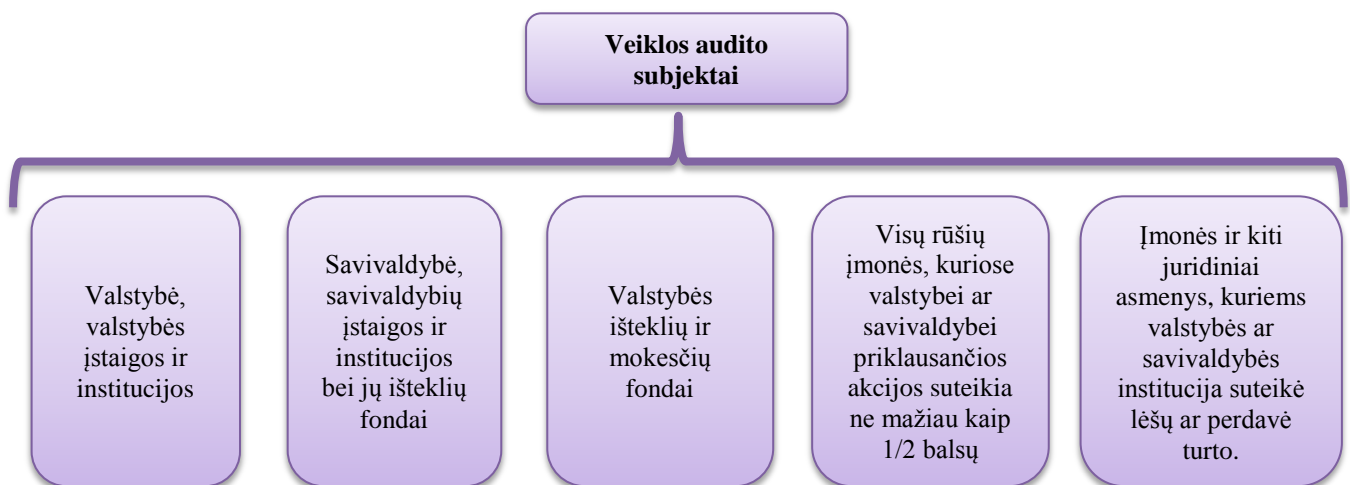 Veiklos audito
subjektai
Valstybė,
valstybės
įstaigos ir
institucijos
Savivaldybė,
savivaldybių
įstaigos ir
institucijos
bei jų išteklių
fondai
Valstybės
išteklių ir
mokesčių
fondai
Visų rūšių
įmonės, kuriose
valstybei ar
savivaldybei
priklausančios
akcijos suteikia
ne mažiau kaip
1/2 balsų
Įmonės ir kiti
juridiniai
asmenys, kuriems
valstybės ar
savivaldybės
institucija suteikė
lėšų ar perdavė
turto.